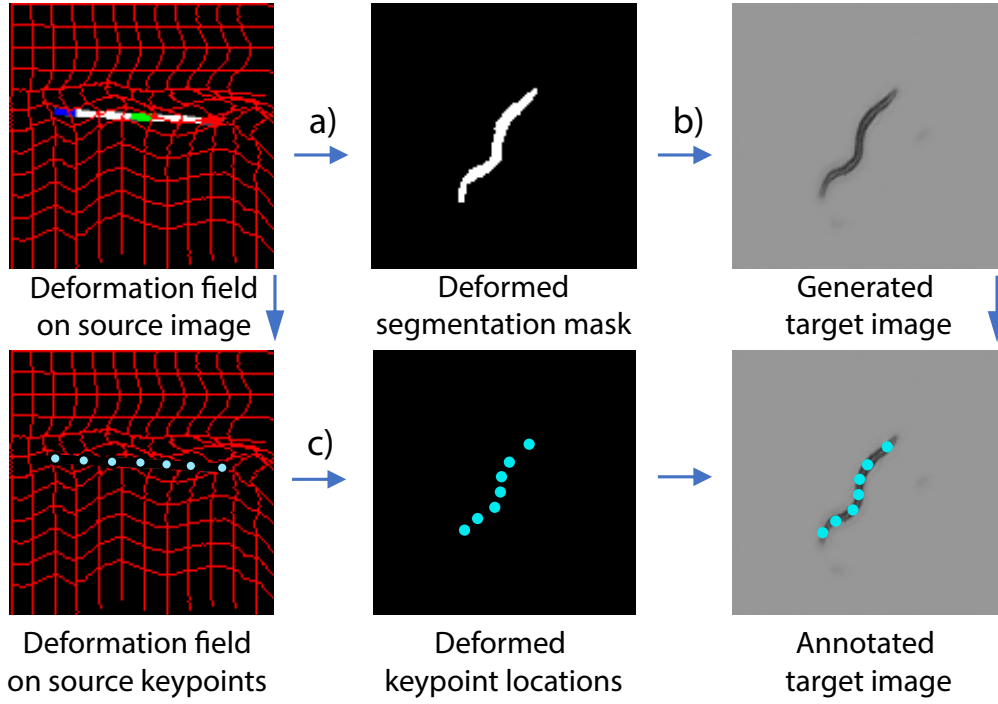 a)
b)
Deformation field
on source image
Deformed
segmentation mask
Generated
target image
c)
Deformation field
on source keypoints
Deformed
keypoint locations
Annotated
target image